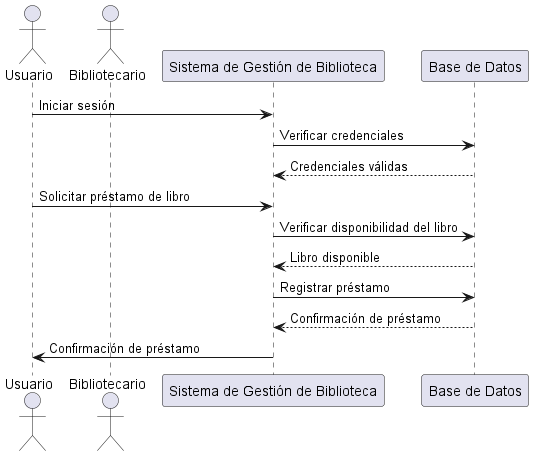 Usuario
Bibliotecario
Sistema de Gestión de Biblioteca
Base de Datos
Iniciar sesión
Verificar credenciales
Credenciales válidas
Solicitar préstamo de libro
Verificar disponibilidad del libro
Libro disponible
Registrar préstamo
Confirmación de préstamo
Confirmación de préstamo
Usuario
Bibliotecario
Sistema de Gestión de Biblioteca
Base de Datos